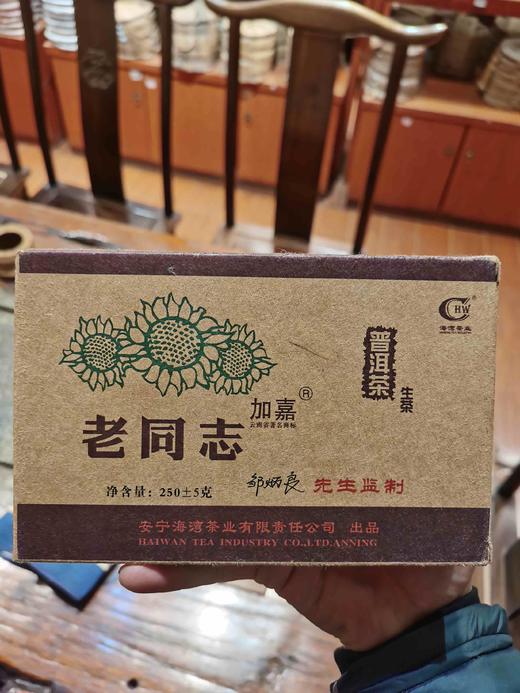 CHW
®
海湾茶业
普洱茶
生茶
加嘉®
云南省著名商标
老同志
净含量：250±5克
邹炳良 先生监制
安宁海湾茶业有限责任公司 出品
HAIWAN TEA INDUSTRY CO.,LTD.ANNING